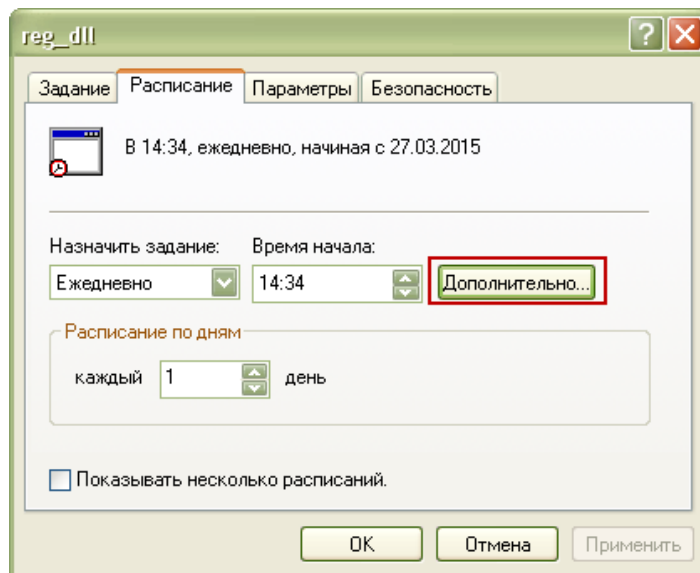 reg_dll
Задание Расписание Параметры Безопасность
В 14:34, ежедневно, начиная с 27.03.2015
Назначить задание: Время начала:
Ежедневно 14:34 Дополнительно...
Расписание по дням
каждый 1 день
Показывать несколько расписаний.
OK Отмена Применить